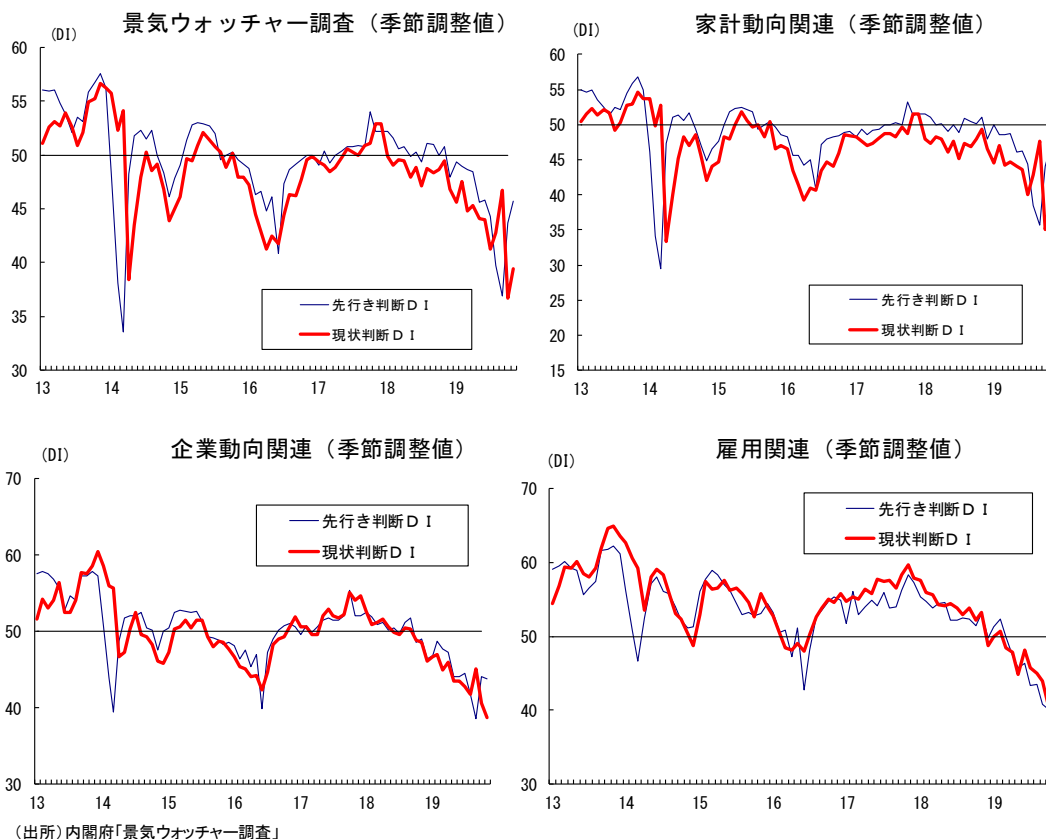 景気ウォッチャー調査（季節調整値）
(DI)
60
55
50
45
40
35
30
13 14 15 16 17 18 19
先行き判断ＤＩ
現状判断ＤＩ
家計動向関連（季節調整値）
(DI)
60
55
50
45
40
35
30
25
20
15
13 14 15 16 17 18 19
先行き判断ＤＩ
現状判断ＤＩ
企業動向関連（季節調整値）
(DI)
70
60
50
40
30
13 14 15 16 17 18 19
先行き判断ＤＩ
現状判断ＤＩ
雇用関連（季節調整値）
(DI)
70
60
50
40
30
13 14 15 16 17 18 19
先行き判断ＤＩ
現状判断ＤＩ
（出所）内閣府「景気ウォッチャー調査」